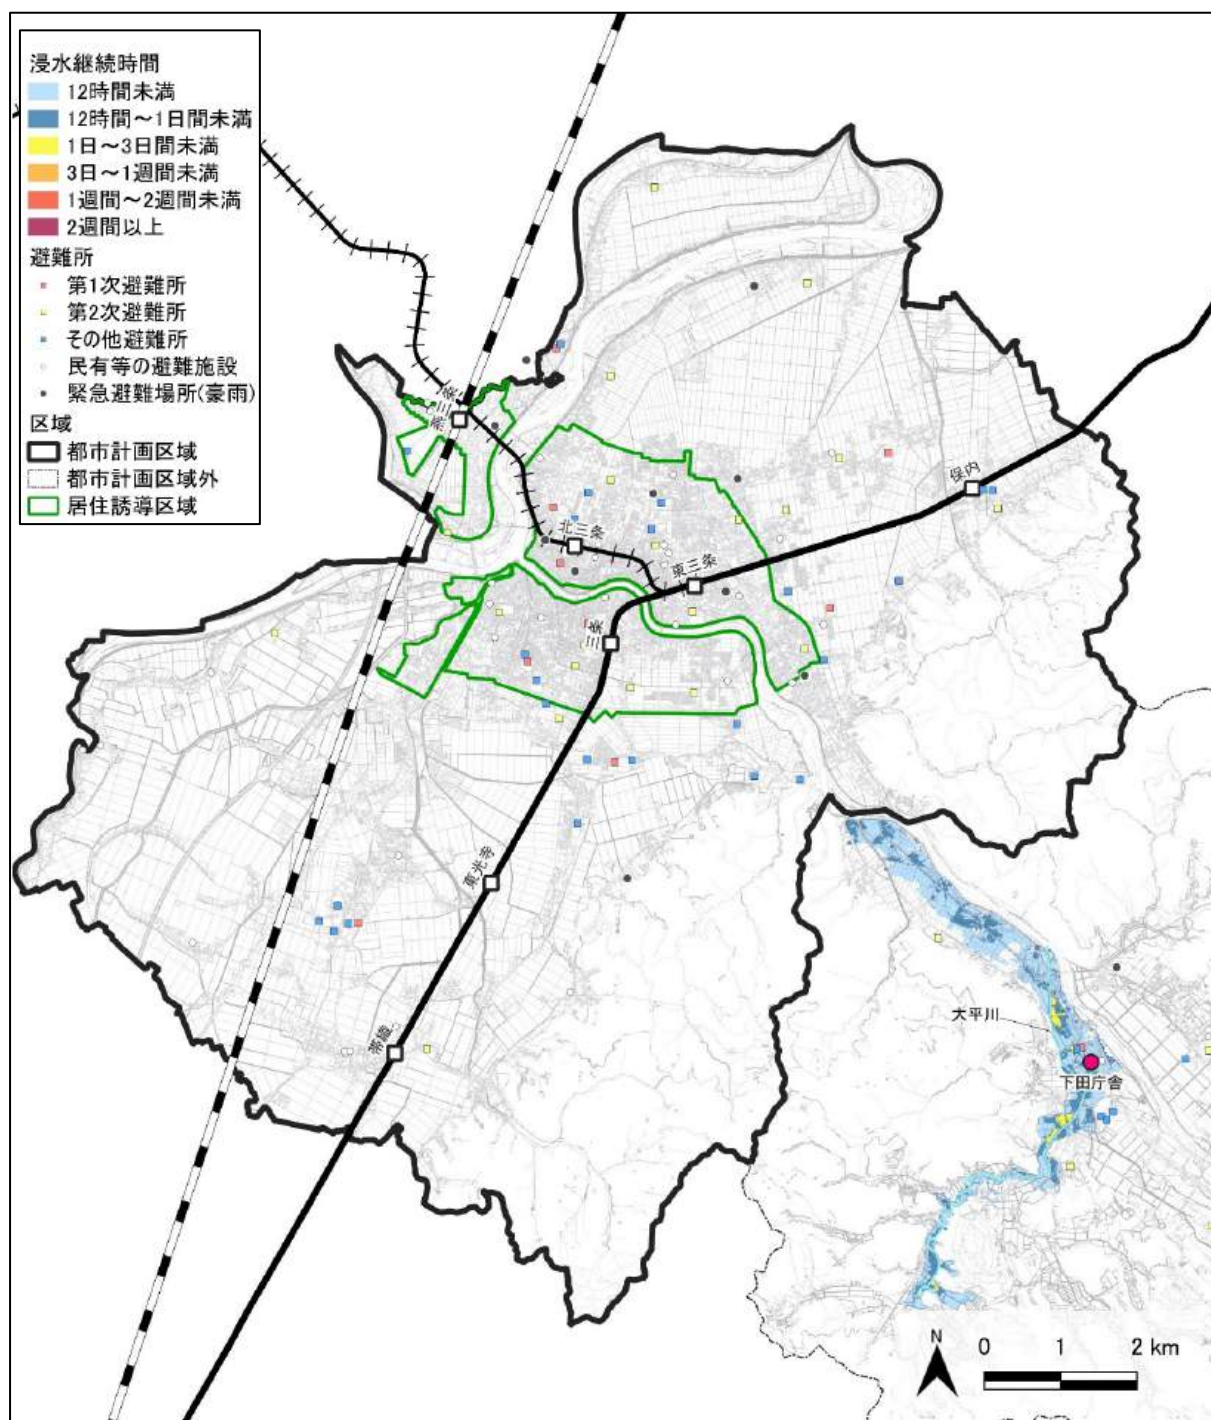 浸水継続時間
12時間未満
12時間～1日間未満
1日～3日間未満
3日～1週間未満
1週間～2週間未満
2週間以上
避難所
第1次避難所
第2次避難所
その他避難所
民有等の避難施設
緊急避難場所(豪雨)
区域
都市計画区域
都市計画区域外
居住誘導区域
燕三条
保内
北三条
東三条
三条
東光寺
帯織
大平川
下田庁舎
N
0 1 2 km